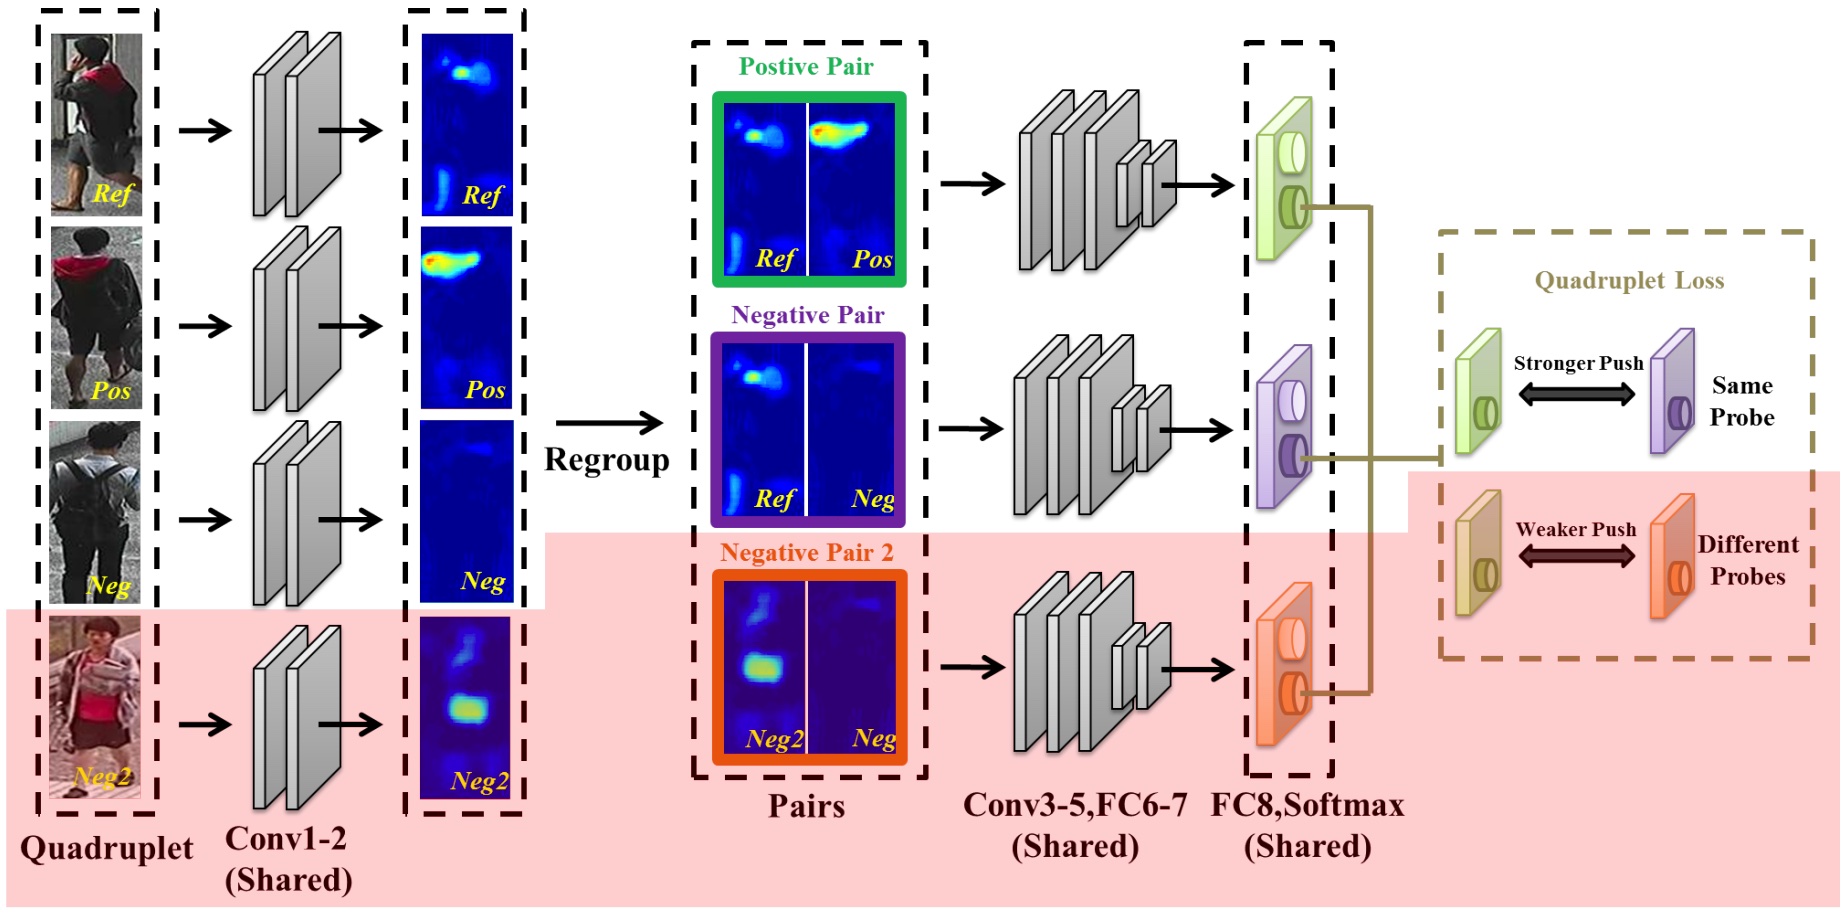 Ref
Pos
Neg
Neg2
Quadruplet
Conv1-2
(Shared)
Ref
Pos
Neg
Neg2
Regroup
Postive Pair
Ref
Pos
Negative Pair
Ref
Neg
Negative Pair 2
Neg2
Neg
Pairs
Conv3-5,FC6-7
(Shared)
FC8,Softmax
(Shared)
Quadruplet Loss
Stronger Push
Same
Probe
Weaker Push
Different
Probes